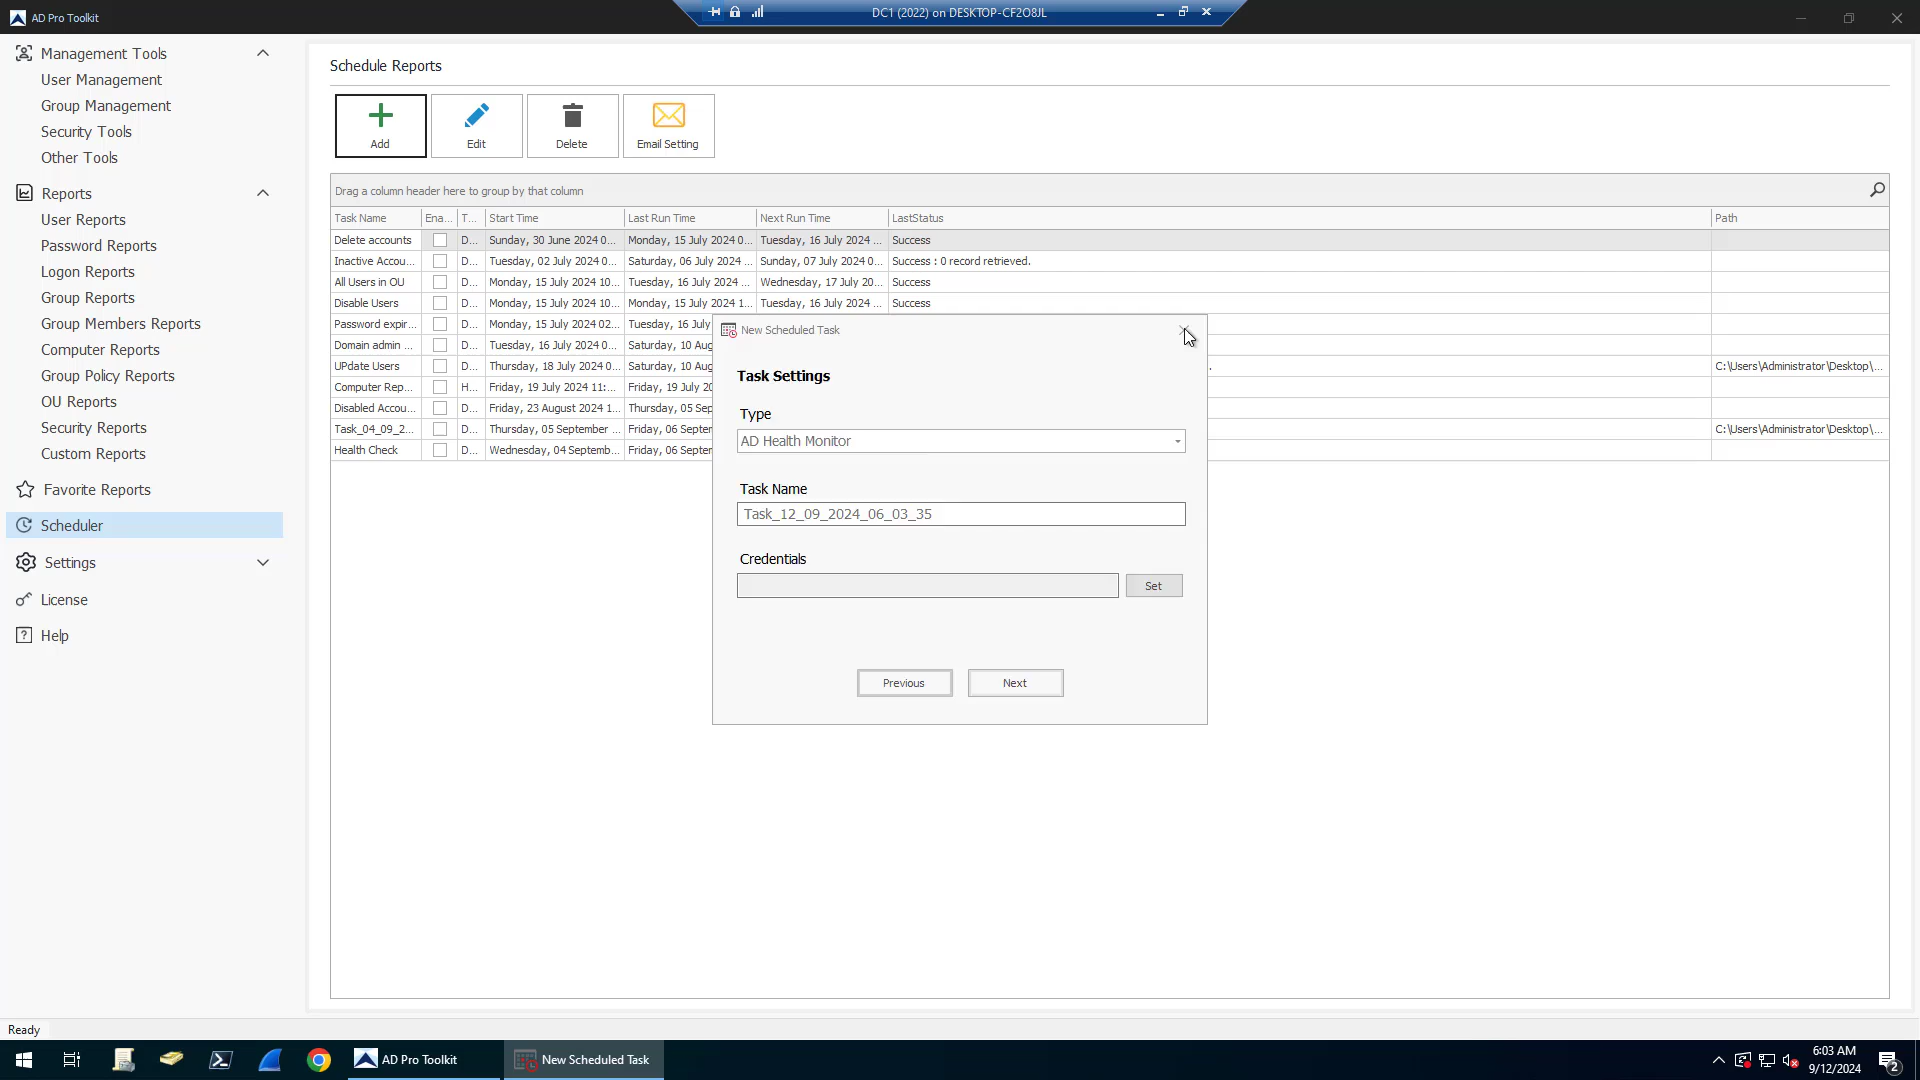 AD Pro Toolkit
DC1 (2022) on DESKTOP-CF2O8JL
Management Tools
User Management
Group Management
Security Tools
Other Tools
Reports
User Reports
Password Reports
Logon Reports
Group Reports
Group Members Reports
Computer Reports
Group Policy Reports
OU Reports
Security Reports
Custom Reports
Favorite Reports
Scheduler
Settings
License
Help
Schedule Reports
Add
Edit
Delete
Email Setting
Drag a column header here to group by that column
Task Name Ena... T... Start Time Last Run Time Next Run Time LastStatus Path
Delete accounts D... Sunday, 30 June 2024 0... Monday, 15 July 2024 0... Tuesday, 16 July 2024 ... Success
Inactive Accou... D... Tuesday, 02 July 2024 0... Saturday, 06 July 2024 ... Sunday, 07 July 2024 0... Success : 0 record retrieved.
All Users in OU D... Monday, 15 July 2024 10... Tuesday, 16 July 2024 ... Wednesday, 17 July 20... Success
Disable Users D... Monday, 15 July 2024 10... Monday, 15 July 2024 1... Tuesday, 16 July 2024 ... Success
Password expir... D... Monday, 15 July 2024 02... Tuesday, 16 July
Domain admin ... D... Tuesday, 16 July 2024 0... Saturday, 10 Aug
UPdate Users D... Thursday, 18 July 2024 0... Saturday, 10 Aug . C:\Users\Administrator\Desktop\...
Computer Rep... H... Friday, 19 July 2024 11:... Friday, 19 July 20
Disabled Accou... D... Friday, 23 August 2024 1... Thursday, 05 Sep
Task_04_09_2... D... Thursday, 05 September ... Friday, 06 Septem C:\Users\Administrator\Desktop\...
Health Check D... Wednesday, 04 Septemb... Friday, 06 Septem
New Scheduled Task
Task Settings
Type
AD Health Monitor
Task Name
Task_12_09_2024_06_03_35
Credentials
Set
Previous
Next
Ready
AD Pro Toolkit
New Scheduled Task
6:03 AM
9/12/2024
2